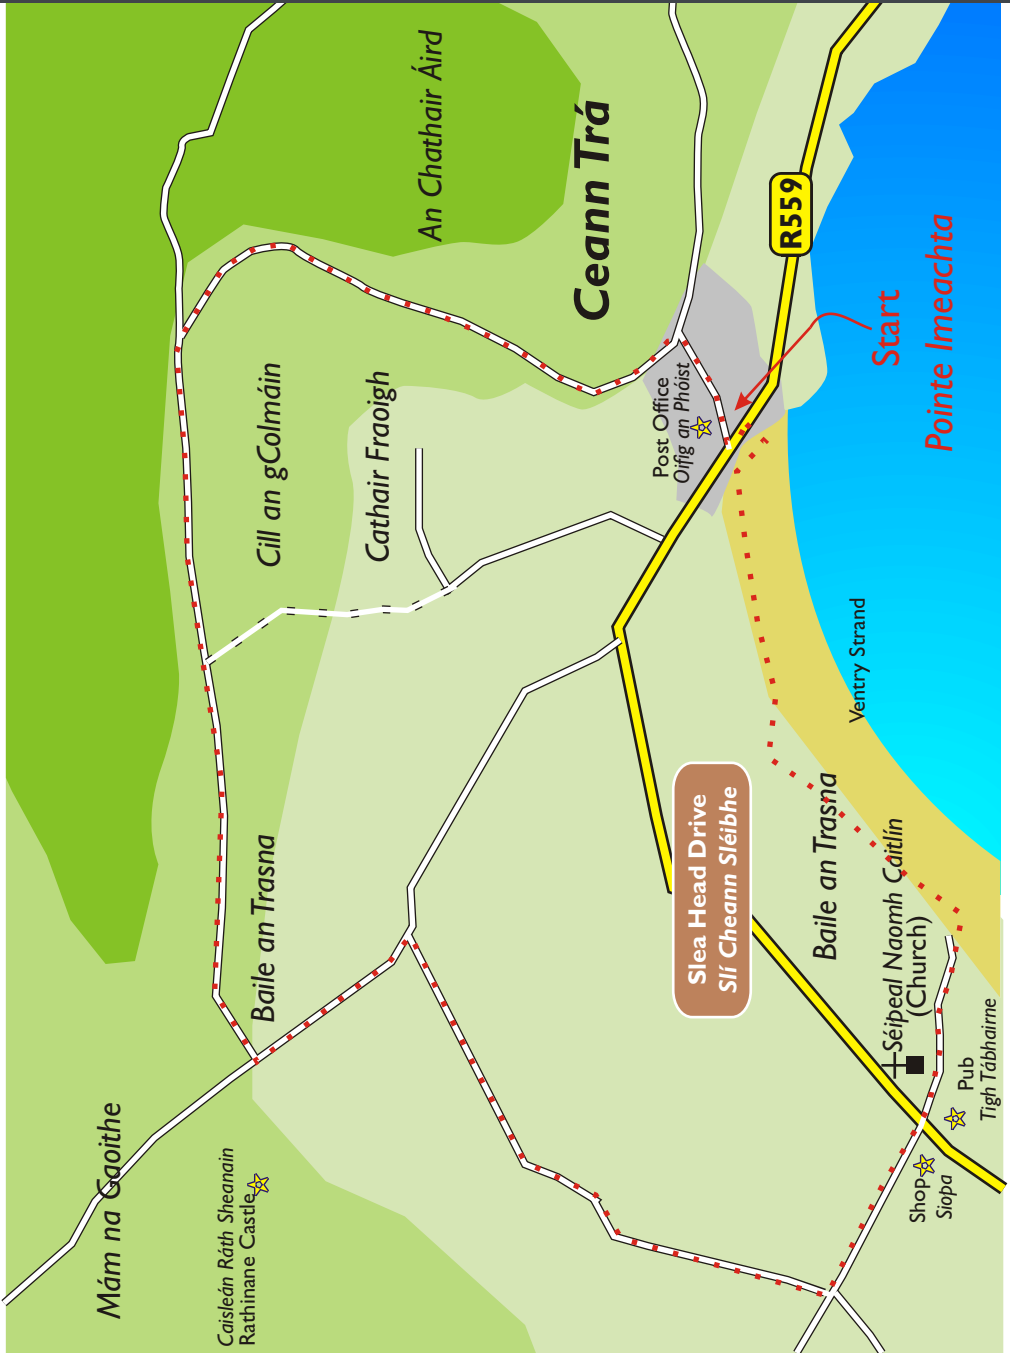 An Chathair Áird
Ceann Trá
R559
Start
Pointe Imeachta
Cill an gColmáin
Cathair Fraoigh
Post Office
Oifig an Phóist
Ventry Strand
Baile an Trasna
Slea Head Drive
Slí Cheann Sléibhe
Baile an Trasna
Séipeal Naomh Caitlín
(Church)
Mám na Gaoithe
Caisleán Ráth Sheanain
Rathinane Castle
Pub
Tigh Tábhairne
Shop
Siopa